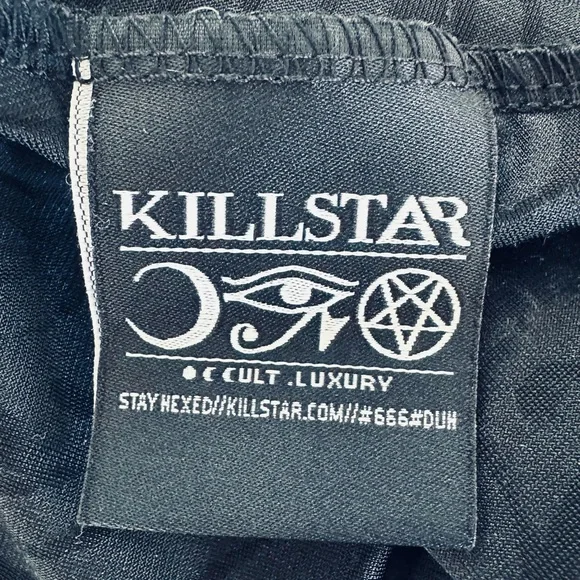 KILLSTAR
●☾CULT .LUXURY
STAY HEXED//KILLSTAR.COM//#666#DUH